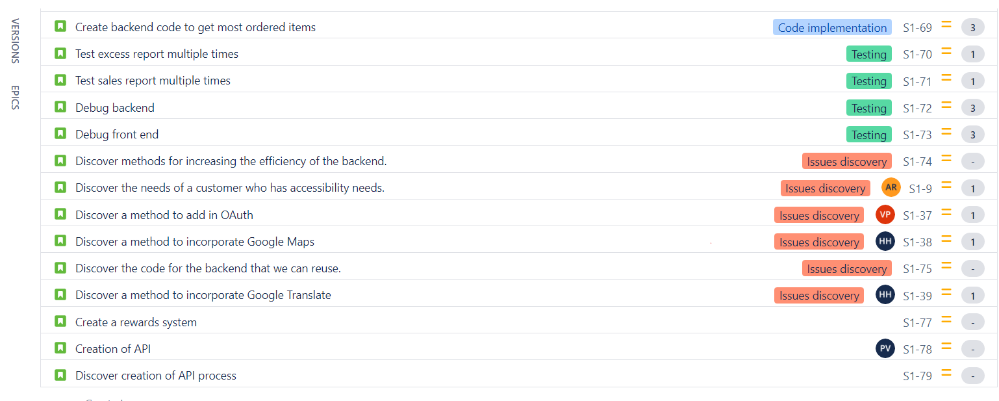 VERSIONS
EPICS
Create backend code to get most ordered items Code implementation S1-69 3
Test excess report multiple times Testing S1-70 1
Test sales report multiple times Testing S1-71 1
Debug backend Testing S1-72 3
Debug front end Testing S1-73 3
Discover methods for increasing the efficiency of the backend. Issues discovery S1-74 -
Discover the needs of a customer who has accessibility needs. Issues discovery AR S1-9 1
Discover a method to add in OAuth Issues discovery VP S1-37 1
Discover a method to incorporate Google Maps Issues discovery HH S1-38 1
Discover the code for the backend that we can reuse. Issues discovery S1-75 -
Discover a method to incorporate Google Translate Issues discovery HH S1-39 1
Create a rewards system S1-77 -
Creation of API PV S1-78 -
Discover creation of API process S1-79 -